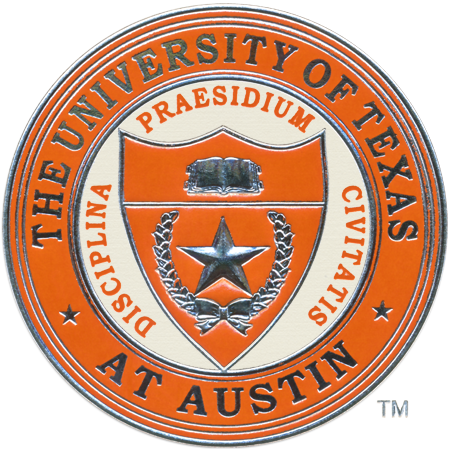 THE UNIVERSITY OF TEXAS
AT AUSTIN
DISCIPLINA
PRAESIDIUM
CIVITATIS
TM